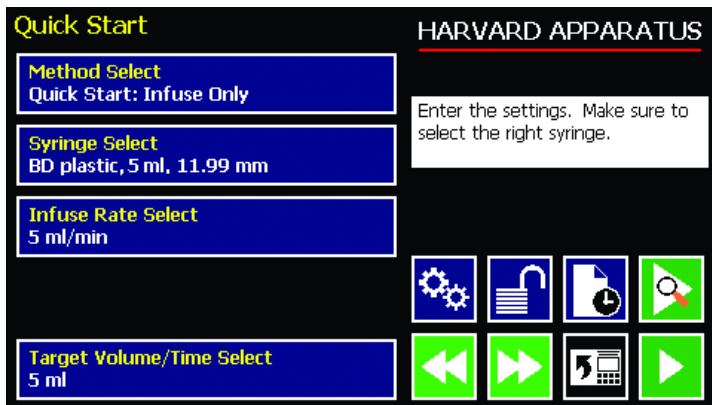 Quick Start
HARVARD APPARATUS
Method Select
Quick Start: Infuse Only
Enter the settings. Make sure to
select the right syringe.
Syringe Select
BD plastic, 5 ml, 11.99 mm
Infuse Rate Select
5 ml/min
Target Volume/Time Select
5 ml